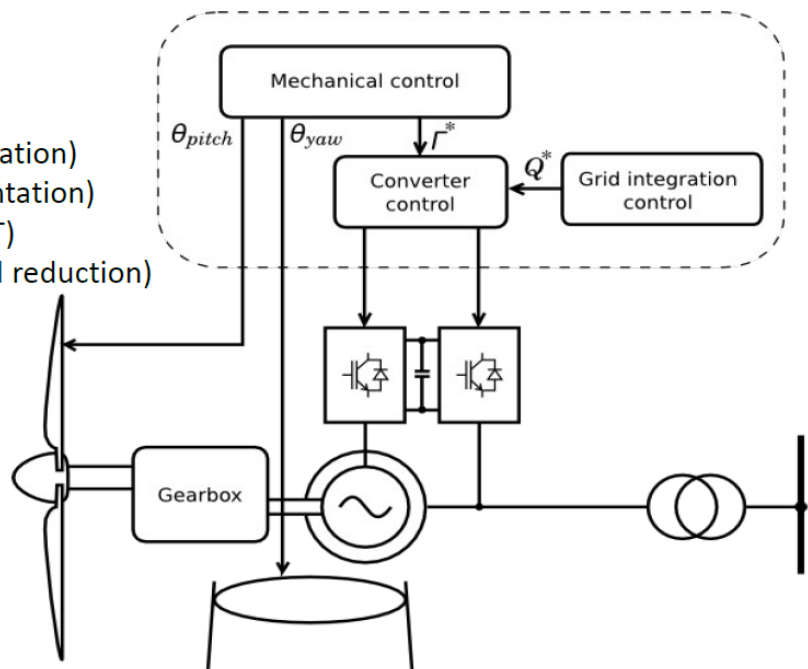 Mechanical control
θpitch
θyaw
Γ*
ation)
Converter
control
Q*
Grid integration
control
ntation)
T)
l reduction)
Gearbox